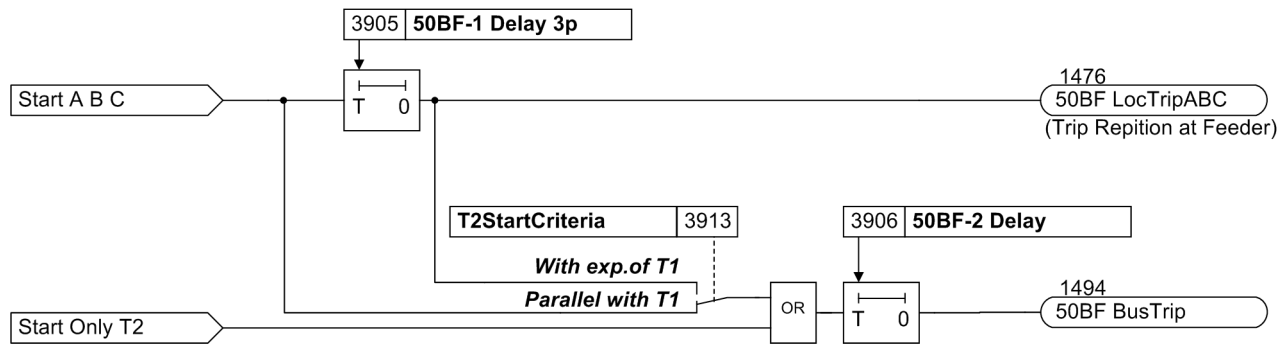 3905 50BF-1 Delay 3p
Start A B C
T 0
1476
50BF LocTripABC
(Trip Repition at Feeder)
T2StartCriteria 3913
3906 50BF-2 Delay
With exp.of T1
Parallel with T1
OR
T 0
1494
50BF BusTrip
Start Only T2